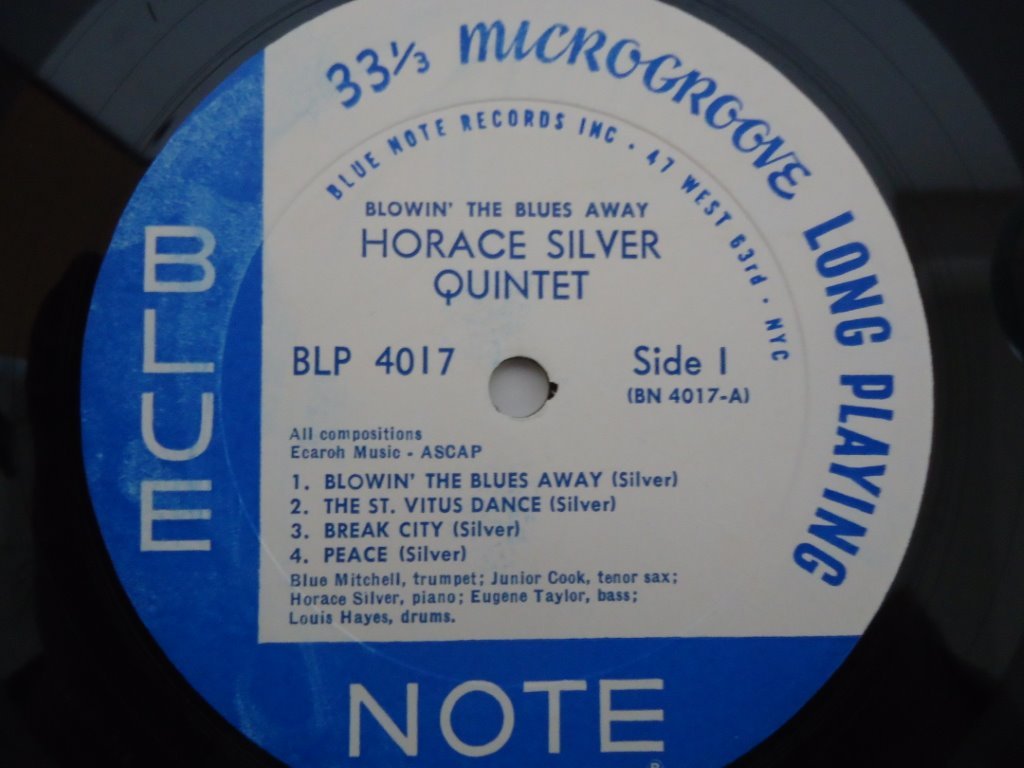 33⅓ MICROGROOVE LONG PLAYING
BLUE NOTE RECORDS INC · 47 WEST 63rd · NYC
BLOWIN' THE BLUES AWAY
HORACE SILVER
QUINTET
BLP 4017
Side 1
(BN 4017-A)
All compositions
Ecaroh Music - ASCAP
1. BLOWIN' THE BLUES AWAY (Silver)
2. THE ST. VITUS DANCE (Silver)
3. BREAK CITY (Silver)
4. PEACE (Silver)
Blue Mitchell, trumpet; Junior Cook, tenor sax;
Horace Silver, piano; Eugene Taylor, bass;
Louis Hayes, drums.
BLUE
NOTE
®